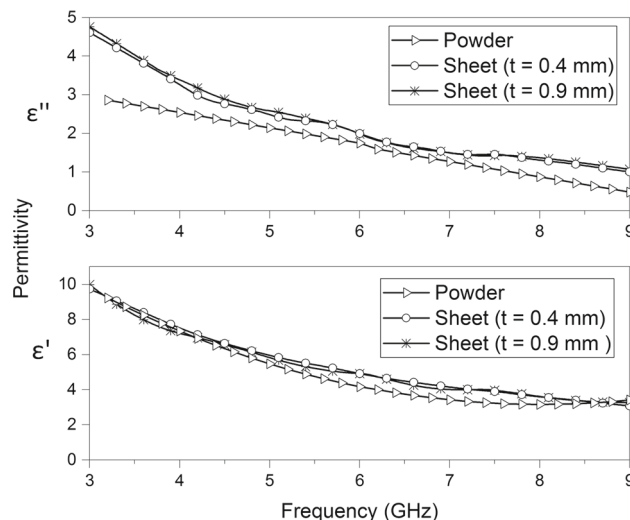 5
4
3
2
1
0
ε"
Powder
Sheet (t = 0.4 mm)
Sheet (t = 0.9 mm)
3 4 5 6 7 8 9
Permittivity
10
8
6
4
2
0
ε'
Powder
Sheet (t = 0.4 mm)
Sheet (t = 0.9 mm )
3 4 5 6 7 8 9
Frequency (GHz)